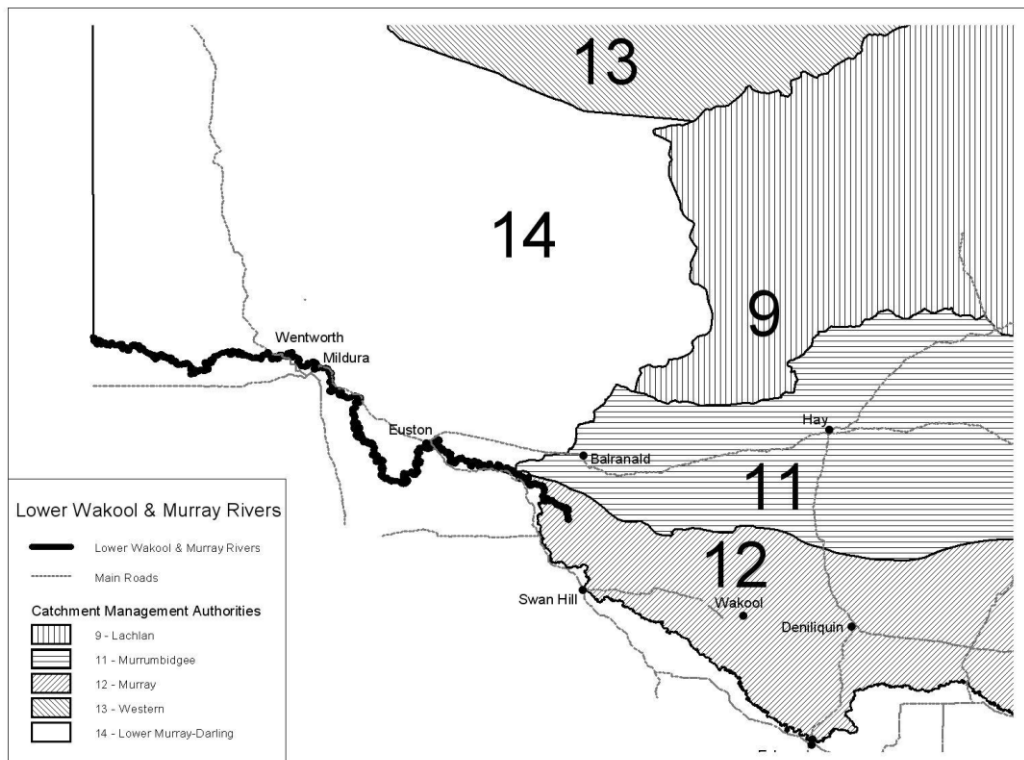 13
14
9
Wentworth
Mildura
Euston
Hay
Balranald
11
12
Swan Hill
Wakool
Deniliquin
Lower Wakool & Murray Rivers
Lower Wakool & Murray Rivers
Main Roads
Catchment Management Authorities
9 - Lachlan
11 - Murrumbidgee
12 - Murray
13 - Western
14 - Lower Murray-Darling